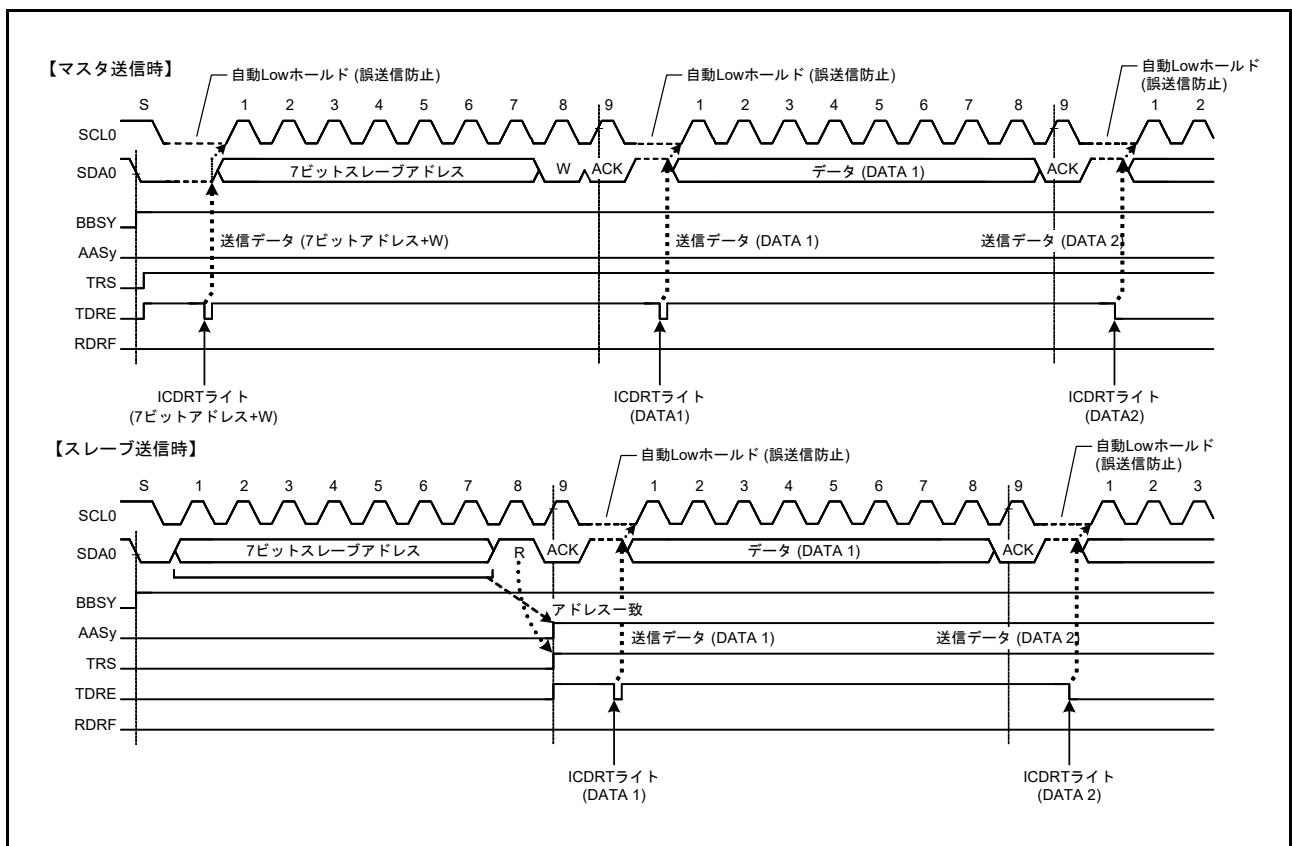 【マスタ送信時】
自動Lowホールド (誤送信防止)
自動Lowホールド (誤送信防止)
自動Lowホールド
(誤送信防止)
S 1 2 3 4 5 6 7 8 9 1 2 3 4 5 6 7 8 9 1 2
SCL0
SDA0 7ビットスレーブアドレス W ACK データ (DATA 1) ACK
BBSY
送信データ (7ビットアドレス+W) 送信データ (DATA 1) 送信データ (DATA 2)
AASy
TRS
TDRE
RDRF
ICDRTライト
(7ビットアドレス+W)
ICDRTライト
(DATA1)
ICDRTライト
(DATA2)
【スレーブ送信時】
自動Lowホールド (誤送信防止)
自動Lowホールド
(誤送信防止)
S 1 2 3 4 5 6 7 8 9 1 2 3 4 5 6 7 8 9 1 2 3
SCL0
SDA0 7ビットスレーブアドレス R ACK データ (DATA 1) ACK
BBSY
アドレス一致
AASy
送信データ (DATA 1) 送信データ (DATA 2)
TRS
TDRE
RDRF
ICDRTライト
(DATA 1)
ICDRTライト
(DATA 2)